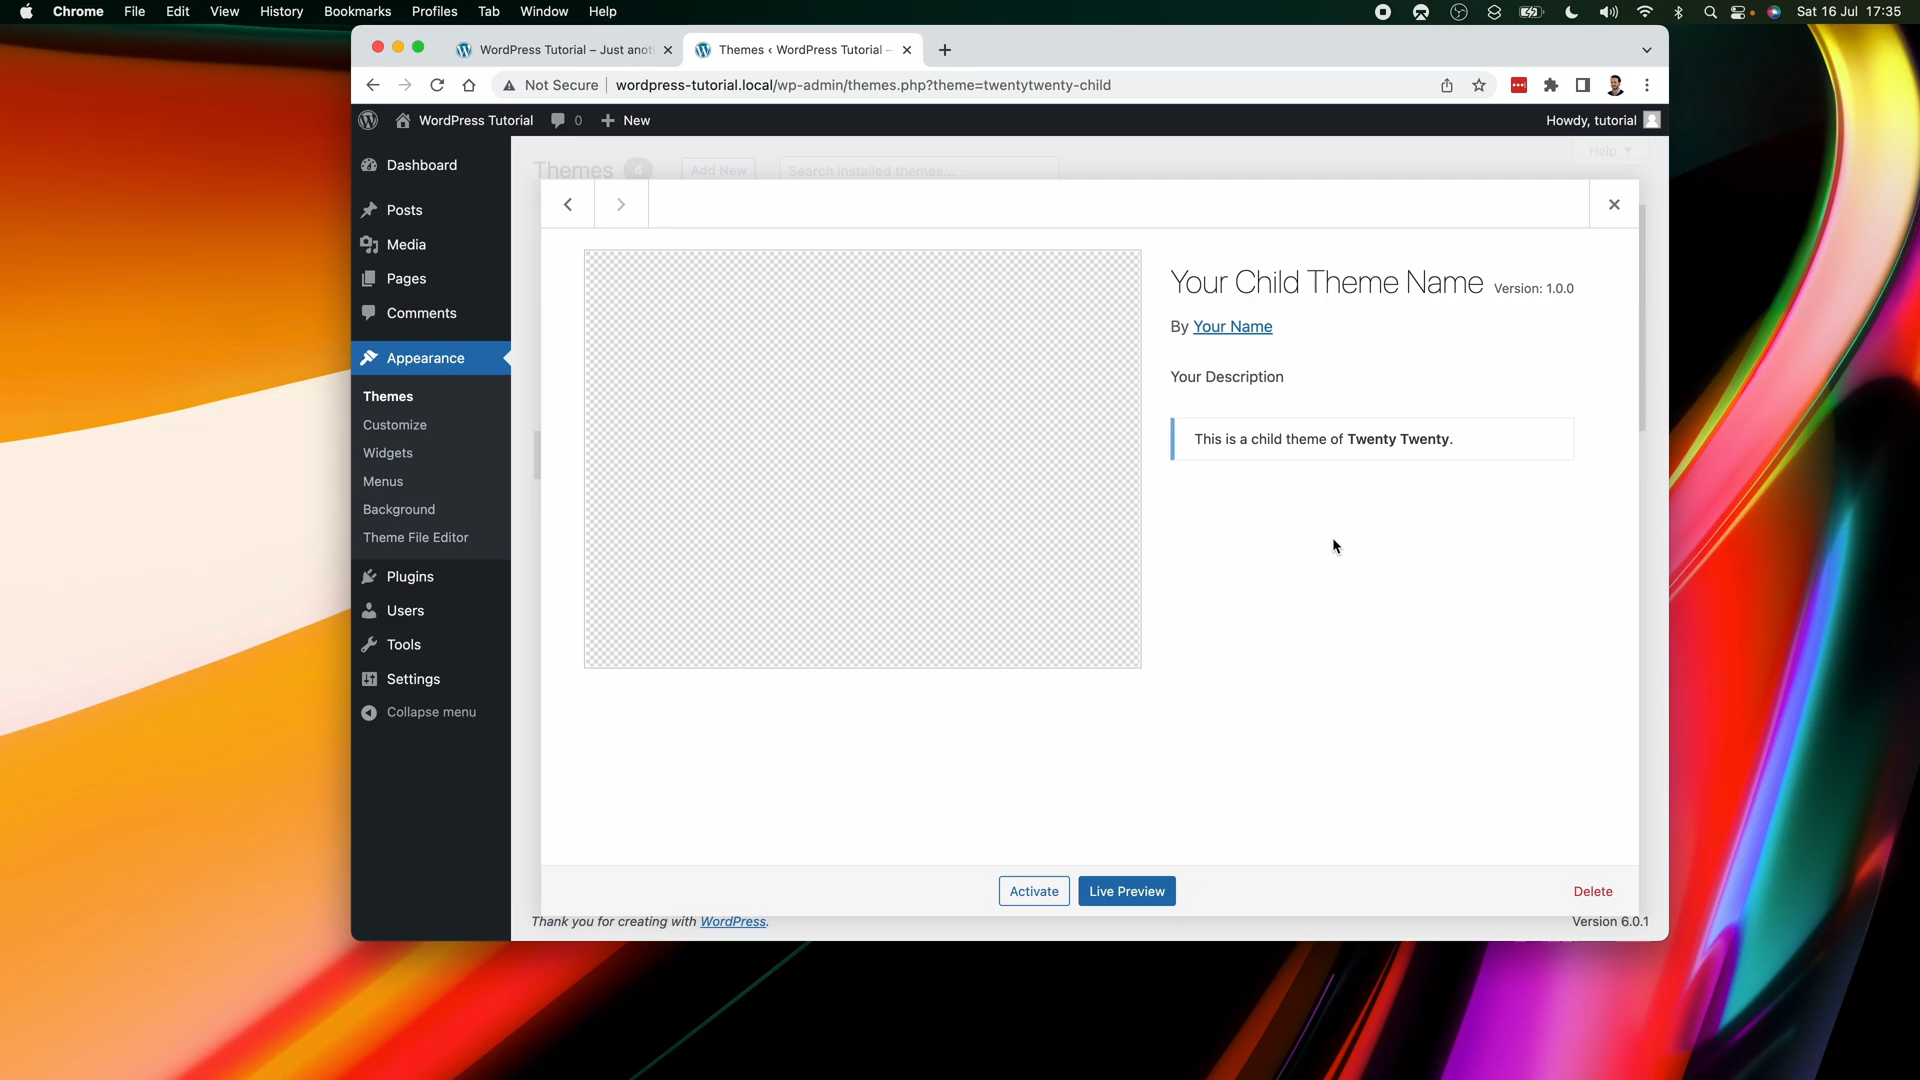 Chrome File Edit View History Bookmarks Profiles Tab Window Help Sat 16 Jul 17:35
WordPress Tutorial – Just anot Themes ‹ WordPress Tutorial –
Not Secure wordpress-tutorial.local/wp-admin/themes.php?theme=twentytwenty-child
WordPress Tutorial 0 New Howdy, tutorial
Help
Themes 4 Add New Search installed themes...
Dashboard
Posts
Media
Pages
Comments
Appearance
Themes
Customize
Widgets
Menus
Background
Theme File Editor
Plugins
Users
Tools
Settings
Collapse menu
Your Child Theme Name Version: 1.0.0
By Your Name
Your Description
This is a child theme of Twenty Twenty.
Activate Live Preview Delete
Thank you for creating with WordPress. Version 6.0.1